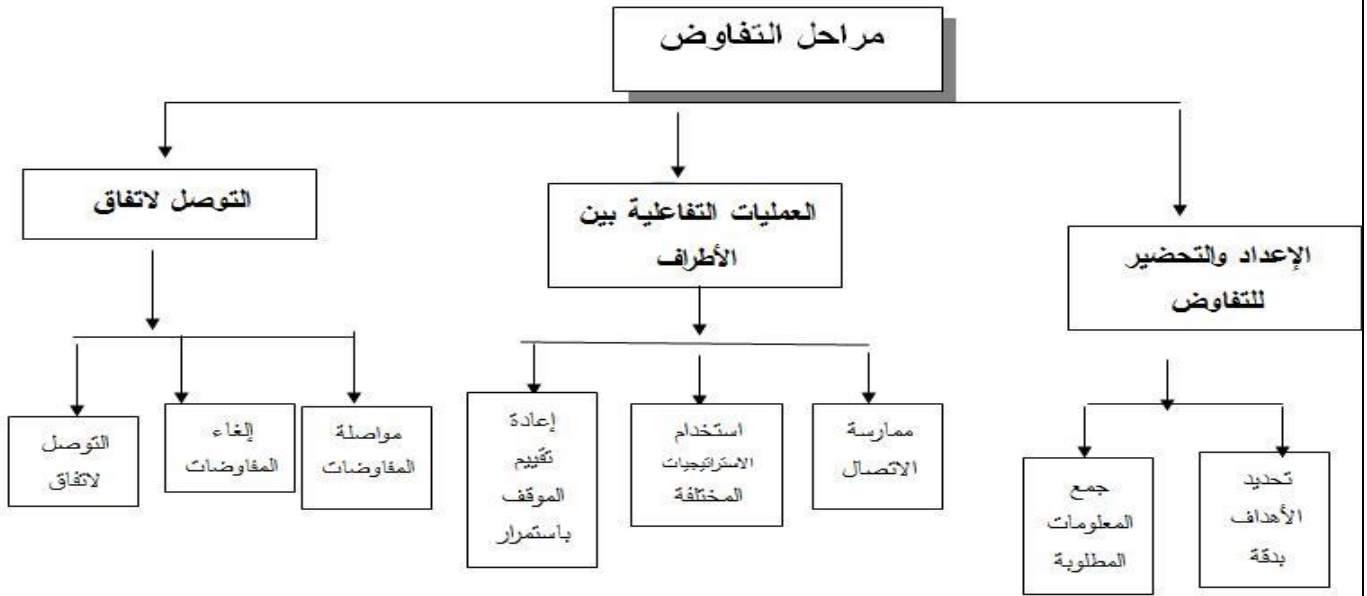 مراحل التفاوض
الإعداد والتحضير
للتفاوض
العمليات التفاعلية بين
الأطراف
التوصل لاتفاق
تحديد
الأهداف
بدقة
جمع
المعلومات
المطلوبة
ممارسة
الاتصال
استخدام
الاستراتيجيات
المختلفة
إعادة
تقييم
الموقف
باستمرار
مواصلة
المفاوضات
إلغاء
المفاوضات
التوصل
لاتفاق